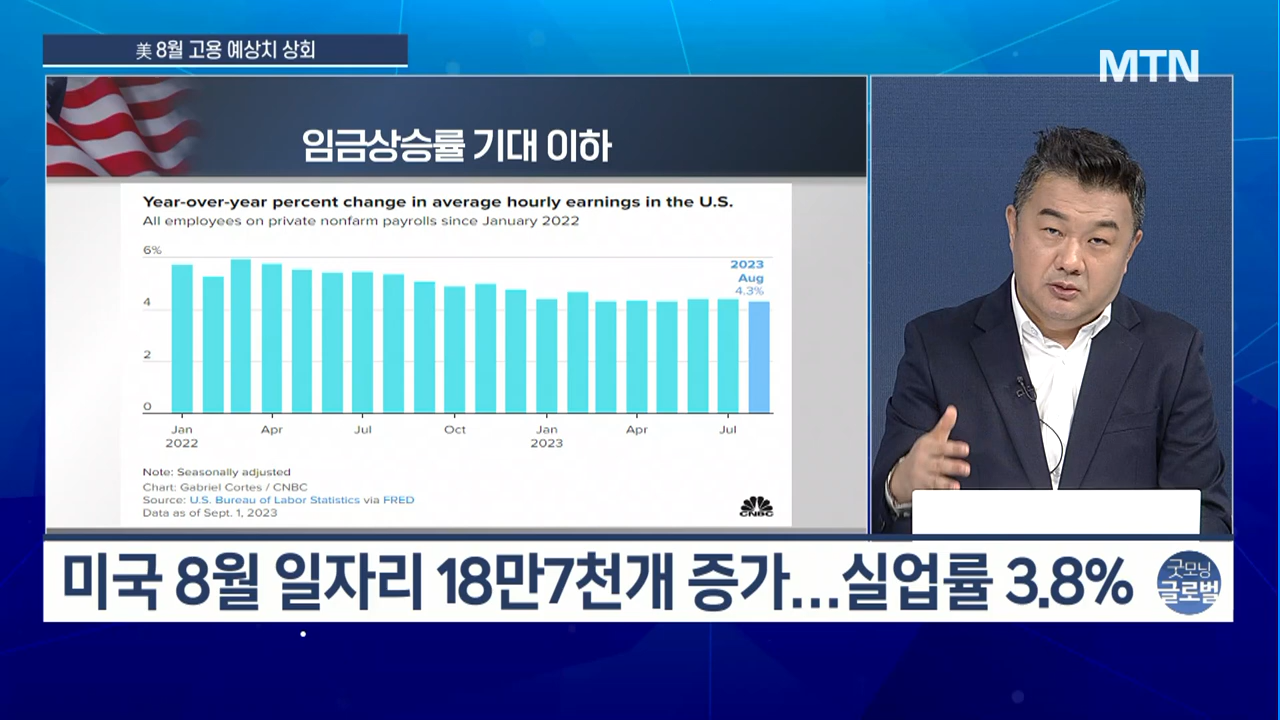 美 8월 고용 예상치 상회
MTN
임금상승률 기대 이하
Year-over-year percent change in average hourly earnings in the U.S.
All employees on private nonfarm payrolls since January 2022
6%
2023
Aug
4.3%
4
2
0
Jan Apr Jul Oct Jan Apr Jul
2022 2023
Note: Seasonally adjusted
Chart: Gabriel Cortes / CNBC
Source: U.S. Bureau of Labor Statistics via FRED
Data as of Sept. 1, 2023
CNBC
미국 8월 일자리 18만7천개 증가...실업률 3.8%
굿모닝
글로벌